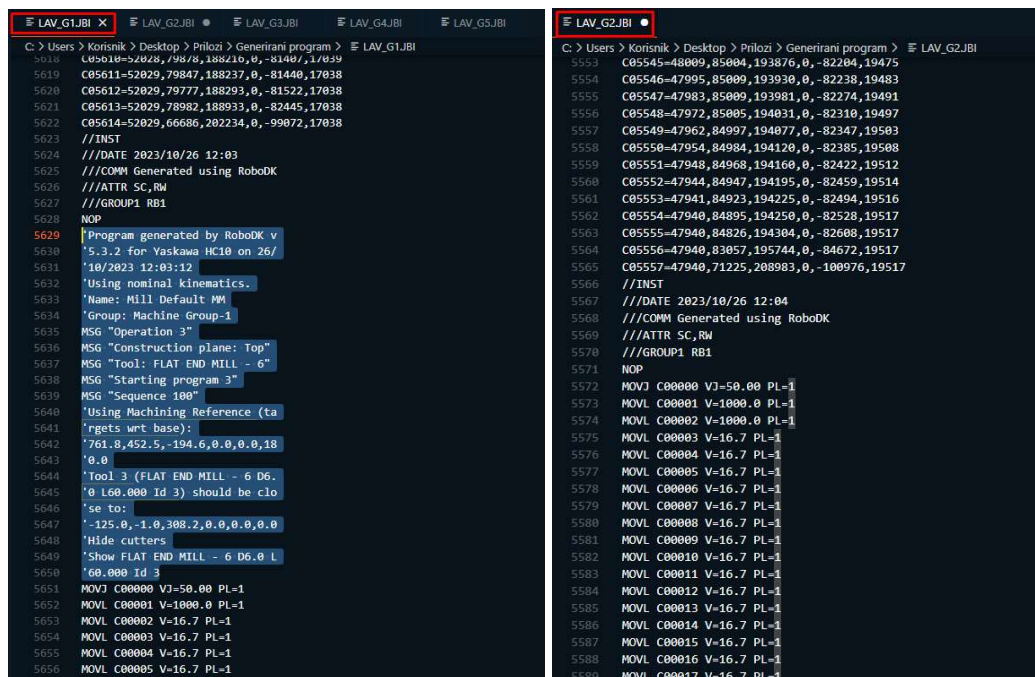 LAV_G1.JBI × LAV_G2.JBI ● LAV_G3.JBI LAV_G4.JBI LAV_G5.JBI
C: > Users > Korisnik > Desktop > Prilozi > Generirani program > LAV_G1.JBI
5618 C05610=52028,79878,188216,0,-81407,17039
5619 C05611=52029,79847,188237,0,-81440,17038
5620 C05612=52029,79777,188293,0,-81522,17038
5621 C05613=52029,78982,188933,0,-82445,17038
5622 C05614=52029,66686,202234,0,-99072,17038
5623 //INST
5624 ///DATE 2023/10/26 12:03
5625 ///COMM Generated using RoboDK
5626 ///ATTR SC,RW
5627 ///GROUP1 RB1
5628 NOP
5629 'Program generated by RoboDK v
5630 '5.3.2 for Yaskawa HC10 on 26/
5631 '10/2023 12:03:12
5632 'Using nominal kinematics.
5633 'Name: Mill Default MM
5634 'Group: Machine Group-1
5635 MSG "Operation 3"
5636 MSG "Construction plane: Top"
5637 MSG "Tool: FLAT END MILL - 6"
5638 MSG "Starting program 3"
5639 MSG "Sequence 100"
5640 'Using Machining Reference (ta
5641 'rgets wrt base):
5642 '761.8,452.5,-194.6,0.0,0.0,18
5643 '0.0
5644 'Tool 3 (FLAT END MILL - 6 D6.
5645 '0 L60.000 Id 3) should be clo
5646 'se to:
5647 '-125.0,-1.0,308.2,0.0,0.0,0.0
5648 'Hide cutters
5649 'Show FLAT END MILL - 6 D6.0 L
5650 '60.000 Id 3
5651 MOVJ C00000 VJ=50.00 PL=1
5652 MOVL C00001 V=1000.0 PL=1
5653 MOVL C00002 V=16.7 PL=1
5654 MOVL C00003 V=16.7 PL=1
5655 MOVL C00004 V=16.7 PL=1
5656 MOVL C00005 V=16.7 PL=1
LAV_G2.JBI ●
C: > Users > Korisnik > Desktop > Prilozi > Generirani program > LAV_G2.JBI
5553 C05545=48009,85004,193876,0,-82204,19475
5554 C05546=47995,85009,193930,0,-82238,19483
5555 C05547=47983,85009,193981,0,-82274,19491
5556 C05548=47972,85005,194031,0,-82310,19497
5557 C05549=47962,84997,194077,0,-82347,19503
5558 C05550=47954,84984,194120,0,-82385,19508
5559 C05551=47948,84968,194160,0,-82422,19512
5560 C05552=47944,84947,194195,0,-82459,19514
5561 C05553=47941,84923,194225,0,-82494,19516
5562 C05554=47940,84895,194250,0,-82528,19517
5563 C05555=47940,84826,194304,0,-82608,19517
5564 C05556=47940,83057,195744,0,-84672,19517
5565 C05557=47940,71225,208983,0,-100976,19517
5566 //INST
5567 ///DATE 2023/10/26 12:04
5568 ///COMM Generated using RoboDK
5569 ///ATTR SC,RW
5570 ///GROUP1 RB1
5571 NOP
5572 MOVJ C00000 VJ=50.00 PL=1
5573 MOVL C00001 V=1000.0 PL=1
5574 MOVL C00002 V=1000.0 PL=1
5575 MOVL C00003 V=16.7 PL=1
5576 MOVL C00004 V=16.7 PL=1
5577 MOVL C00005 V=16.7 PL=1
5578 MOVL C00006 V=16.7 PL=1
5579 MOVL C00007 V=16.7 PL=1
5580 MOVL C00008 V=16.7 PL=1
5581 MOVL C00009 V=16.7 PL=1
5582 MOVL C00010 V=16.7 PL=1
5583 MOVL C00011 V=16.7 PL=1
5584 MOVL C00012 V=16.7 PL=1
5585 MOVL C00013 V=16.7 PL=1
5586 MOVL C00014 V=16.7 PL=1
5587 MOVL C00015 V=16.7 PL=1
5588 MOVL C00016 V=16.7 PL=1
5589 MOVL C00017 V=16.7 PL=1